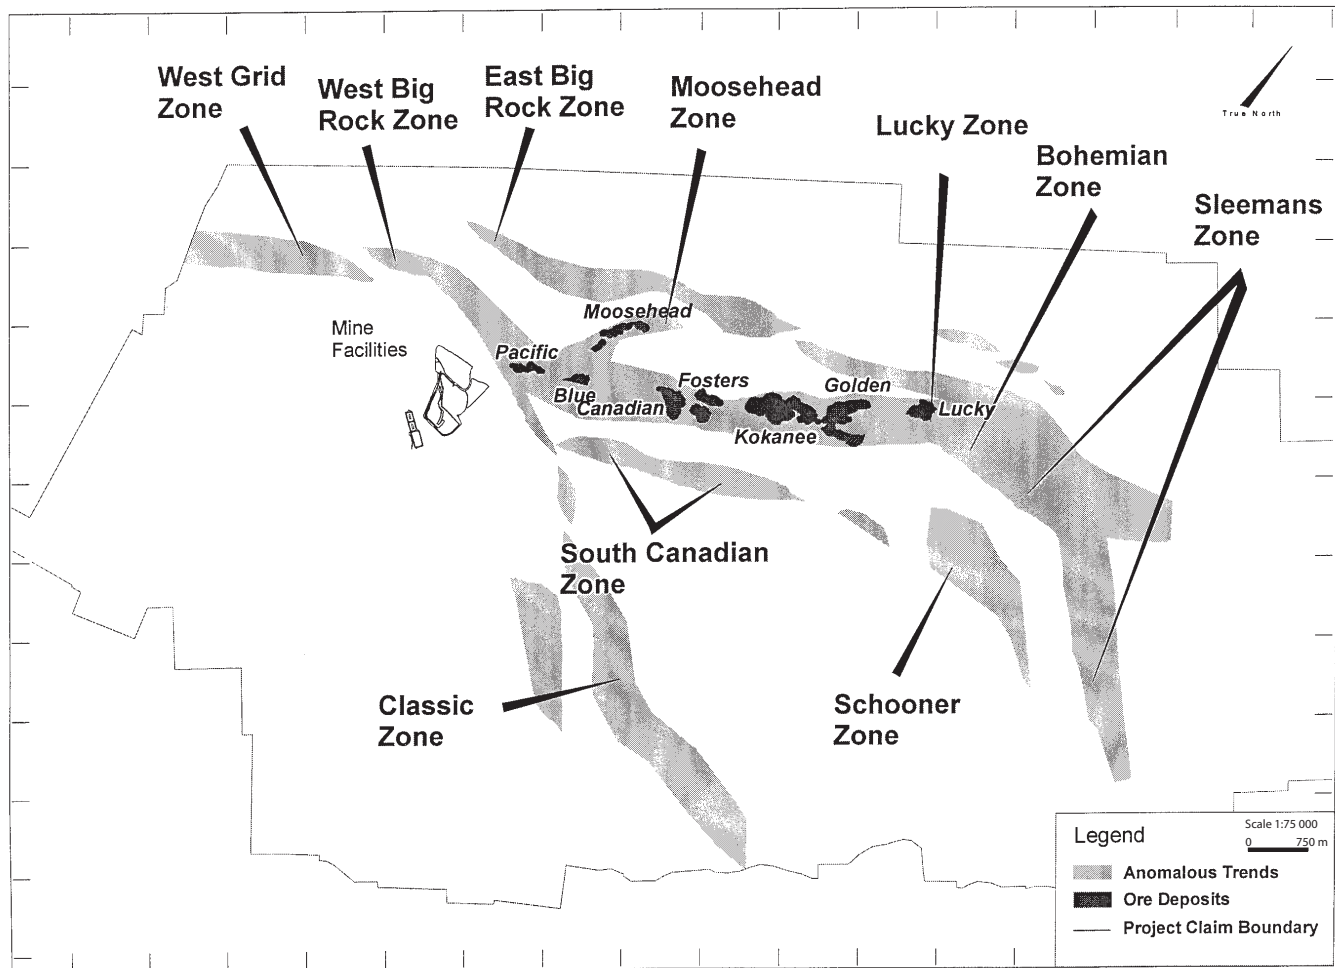 West Grid
Zone
West Big
Rock Zone
East Big
Rock Zone
Moosehead
Zone
Lucky Zone
True North
Bohemian
Zone
Sleemans
Zone
Mine
Facilities
Moosehead
Pacific
Blue
Canadian
Fosters
Golden
Kokanee
Lucky
South Canadian
Zone
Classic
Zone
Schooner
Zone
Legend
Scale 1:75 000
0 750 m
Anomalous Trends
Ore Deposits
Project Claim Boundary